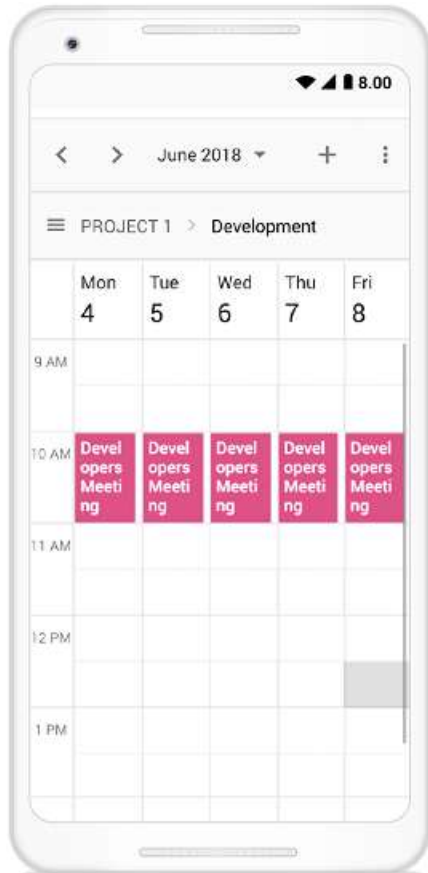 8.00
June 2018
PROJECT 1 > Development
Mon Tue Wed Thu Fri
4 5 6 7 8
9 AM
10 AM
Devel
opers
Meeti
ng
Devel
opers
Meeti
ng
Devel
opers
Meeti
ng
Devel
opers
Meeti
ng
Devel
opers
Meeti
ng
11 AM
12 PM
1 PM